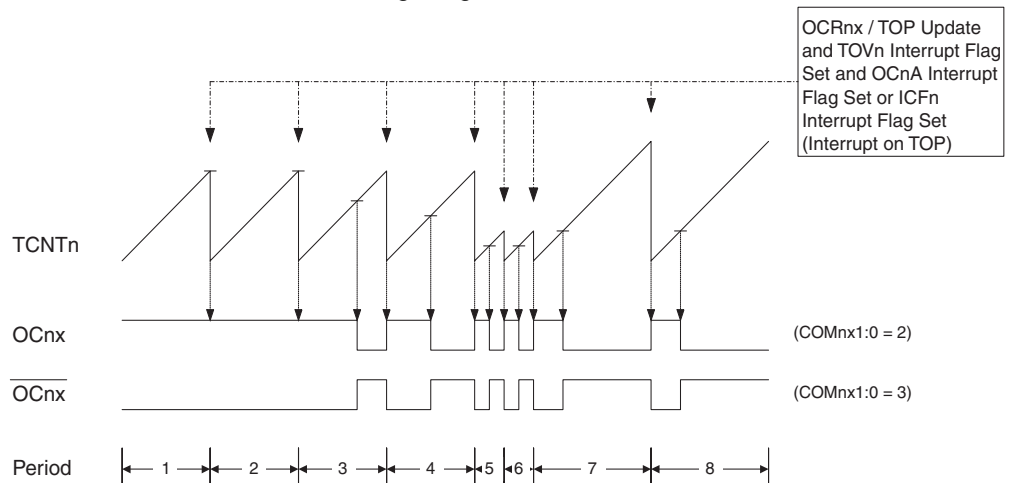 OCRnx / TOP Update
and TOVn Interrupt Flag
Set and OCnA Interrupt
Flag Set or ICFn
Interrupt Flag Set
(Interrupt on TOP)
TCNTn
OCnx
(COMnx1:0 = 2)
OCnx
(COMnx1:0 = 3)
Period
1 2 3 4 5 6 7 8